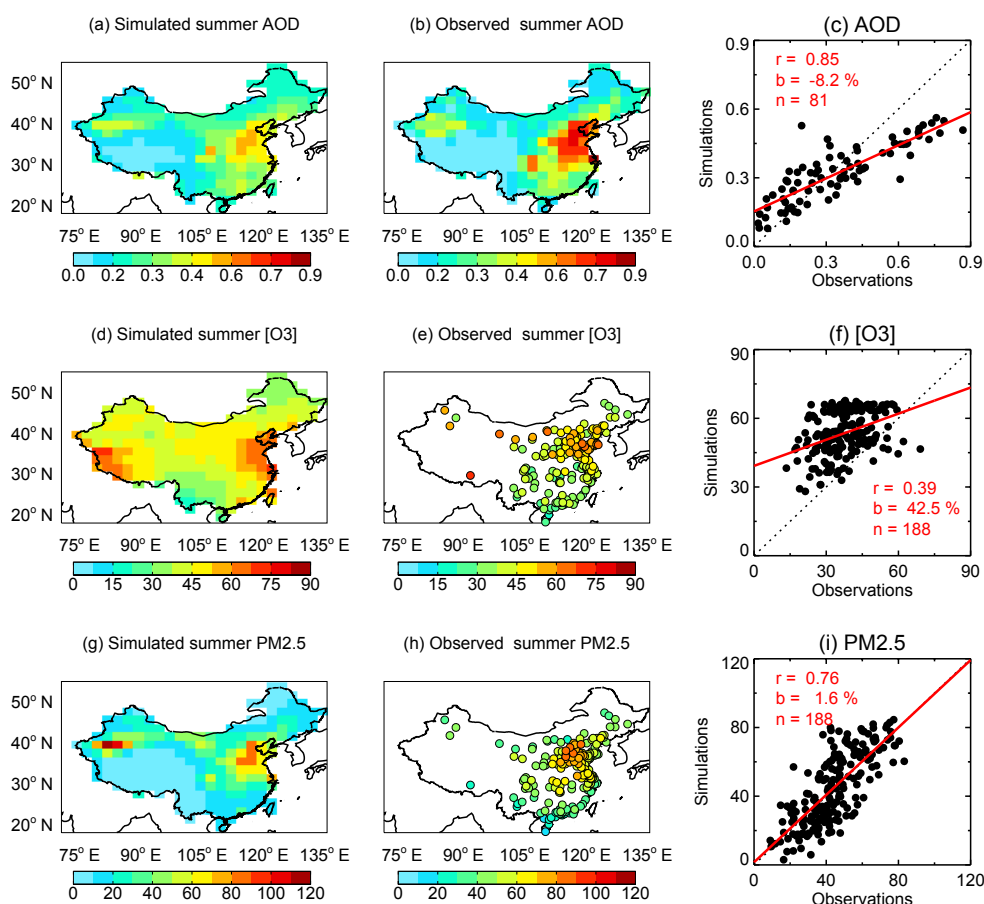 (a) Simulated summer AOD
(b) Observed  summer AOD
(c) AOD
50° N
40° N
30° N
20° N
75° E 90° E 105° E 120° E 135° E
75° E 90° E 105° E 120° E 135° E
0.0 0.2 0.3 0.4 0.6 0.7 0.9
0.0 0.2 0.3 0.4 0.6 0.7 0.9
Simulations
0.9
0.6
0.3
0.0
r =  0.85
b =  -8.2 %
n =  81
0.0 0.3 0.6 0.9
Observations
(d) Simulated summer [O3]
(e) Observed  summer [O3]
(f) [O3]
50° N
40° N
30° N
20° N
75° E 90° E 105° E 120° E 135° E
75° E 90° E 105° E 120° E 135° E
0 15 30 45 60 75 90
0 15 30 45 60 75 90
Simulations
90
60
30
0
r =  0.39
b =  42.5 %
n =  188
0 30 60 90
Observations
(g) Simulated summer PM2.5
(h) Observed  summer PM2.5
(i) PM2.5
50° N
40° N
30° N
20° N
75° E 90° E 105° E 120° E 135° E
75° E 90° E 105° E 120° E 135° E
0 20 40 60 80 100 120
0 20 40 60 80 100 120
Simulations
120
80
40
0
r =  0.76
b =  1.6 %
n =  188
0 40 80 120
Observations